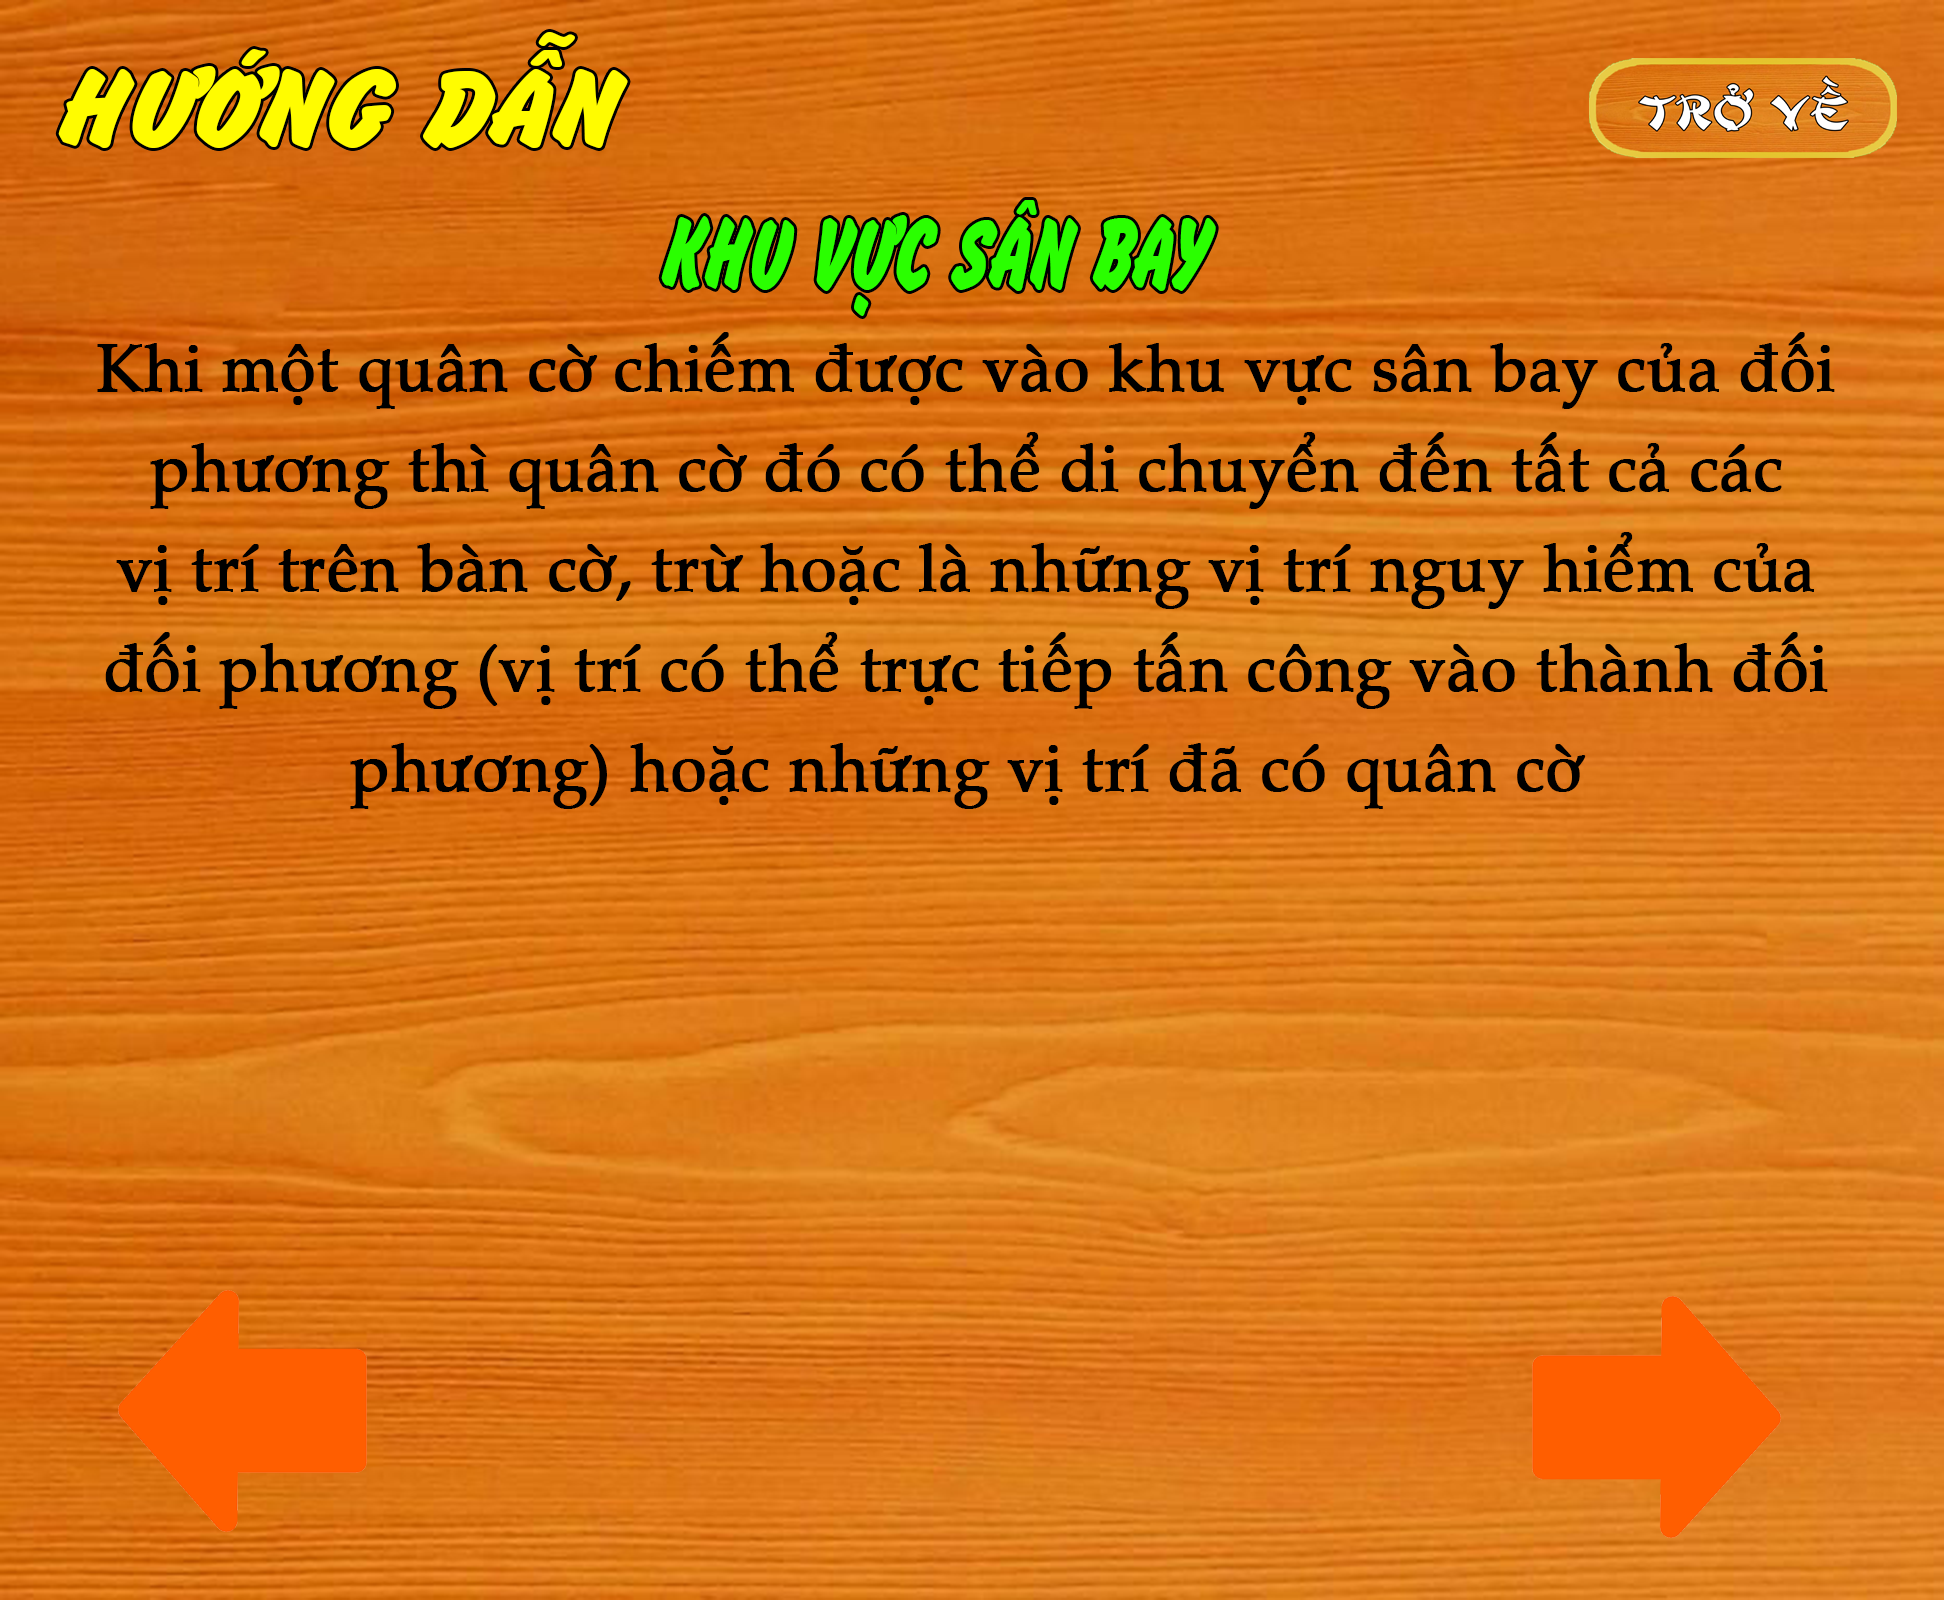 HƯỚNG DẪN
TRỞ VỀ
KHU VỰC SÂN BAY
Khi một quân cờ chiếm được vào khu vực sân bay của đối
phương thì quân cờ đó có thể di chuyển đến tất cả các
vị trí trên bàn cờ, trừ hoặc là những vị trí nguy hiểm của
đối phương (vị trí có thể trực tiếp tấn công vào thành đối
phương) hoặc những vị trí đã có quân cờ